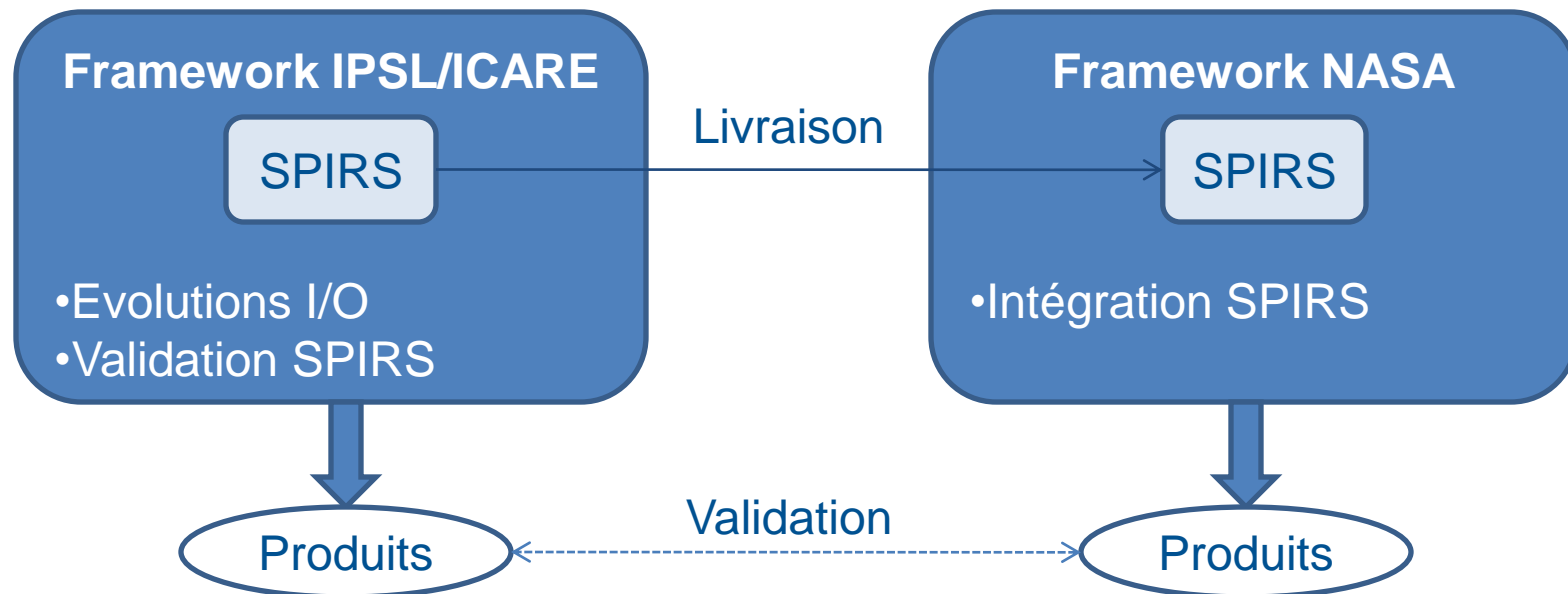 Framework IPSL/ICARE
SPIRS
•Evolutions I/O
•Validation SPIRS
Livraison
Framework NASA
SPIRS
•Intégration SPIRS
Produits
Validation
Produits